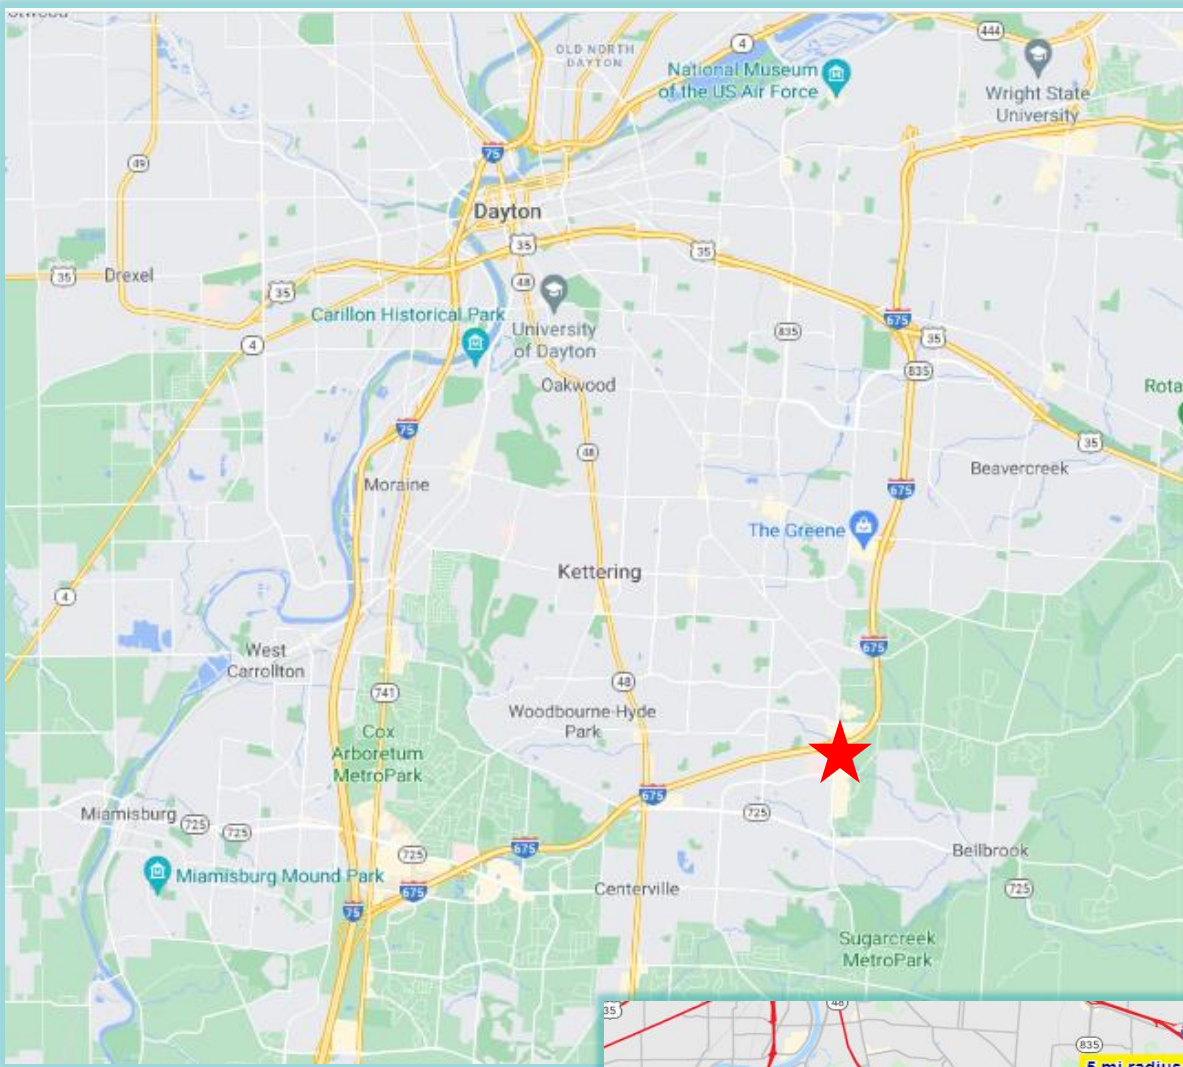 OLD NORTH
DAYTON
4
444
National Museum
of the US Air Force
Wright State
University
49
75
Dayton
35
35
35
Drexel
35
48
Carillon Historical Park
University
of Dayton
4
835
675
35
835
Oakwood
Rota
75
48
35
Beavercreek
Moraine
675
The Greene
Kettering
4
675
West
Carrollton
48
741
Woodbourne-Hyde
Park
Cox
Arboretum
MetroPark
675
725
Miamisburg
725
725
725
675
Bellbrook
Miamisburg Mound Park
675
Centerville
725
75
Sugarcreek
MetroPark
35
48
835
5 mi radius